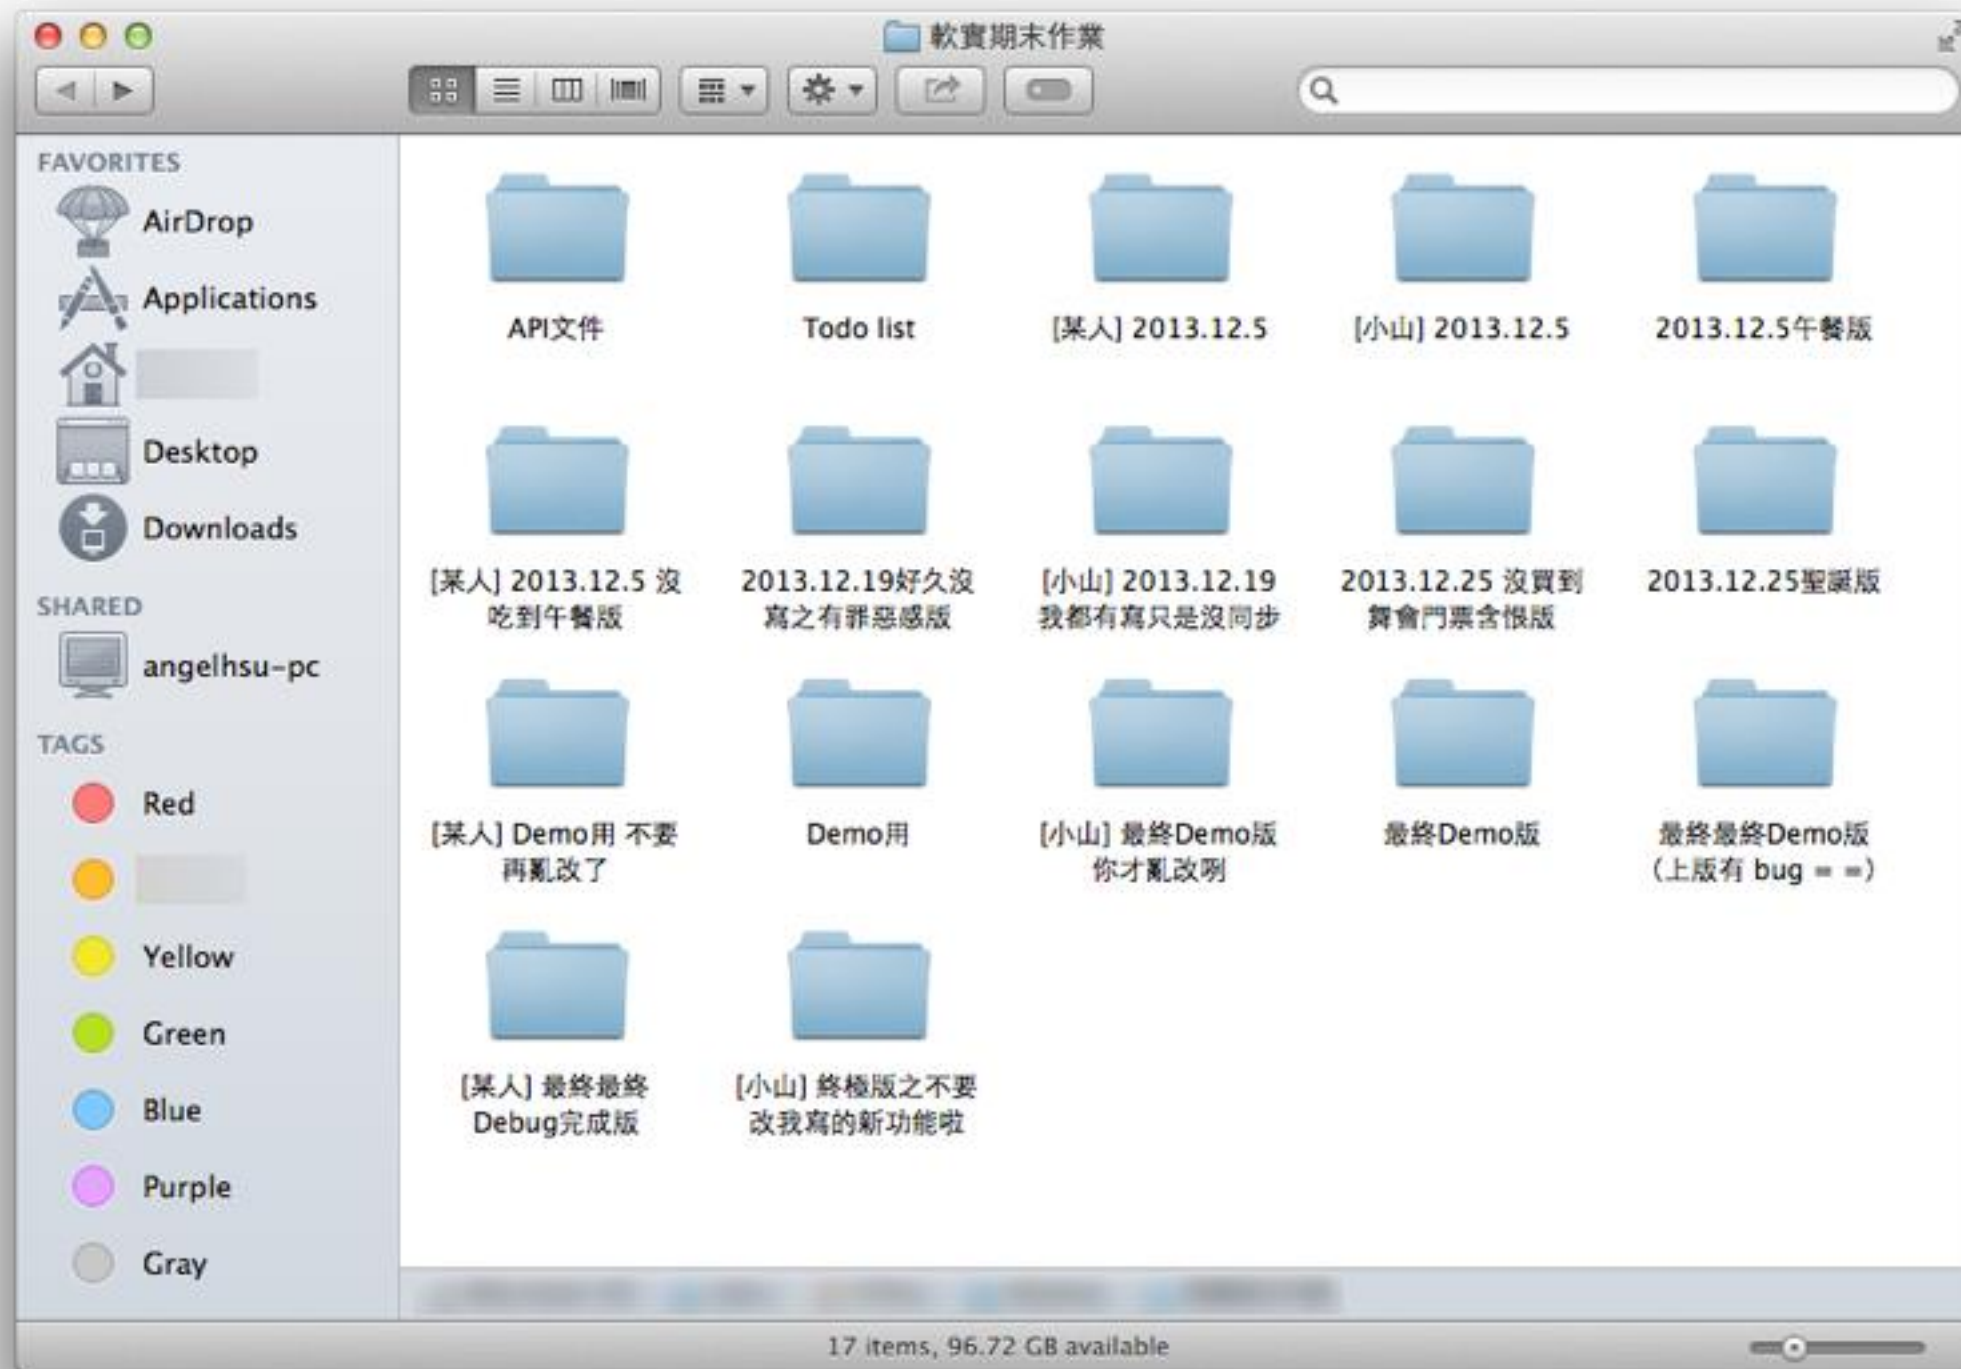 軟實期末作業
FAVORITES
AirDrop
Applications
Desktop
Downloads
SHARED
angelhsu-pc
TAGS
Red
Yellow
Green
Blue
Purple
Gray
API文件
Todo list
[某人] 2013.12.5
[小山] 2013.12.5
2013.12.5午餐版
[某人] 2013.12.5 沒
吃到午餐版
2013.12.19好久沒
寫之有罪惡感版
[小山] 2013.12.19
我都有寫只是沒同步
2013.12.25 沒買到
舞會門票含恨版
2013.12.25聖誕版
[某人] Demo用 不要
再亂改了
Demo用
[小山] 最終Demo版
你才亂改咧
最終Demo版
最終最終Demo版
（上版有 bug = =）
[某人] 最終最終
Debug完成版
[小山] 終極版之不要
改我寫的新功能啦
17 items, 96.72 GB available